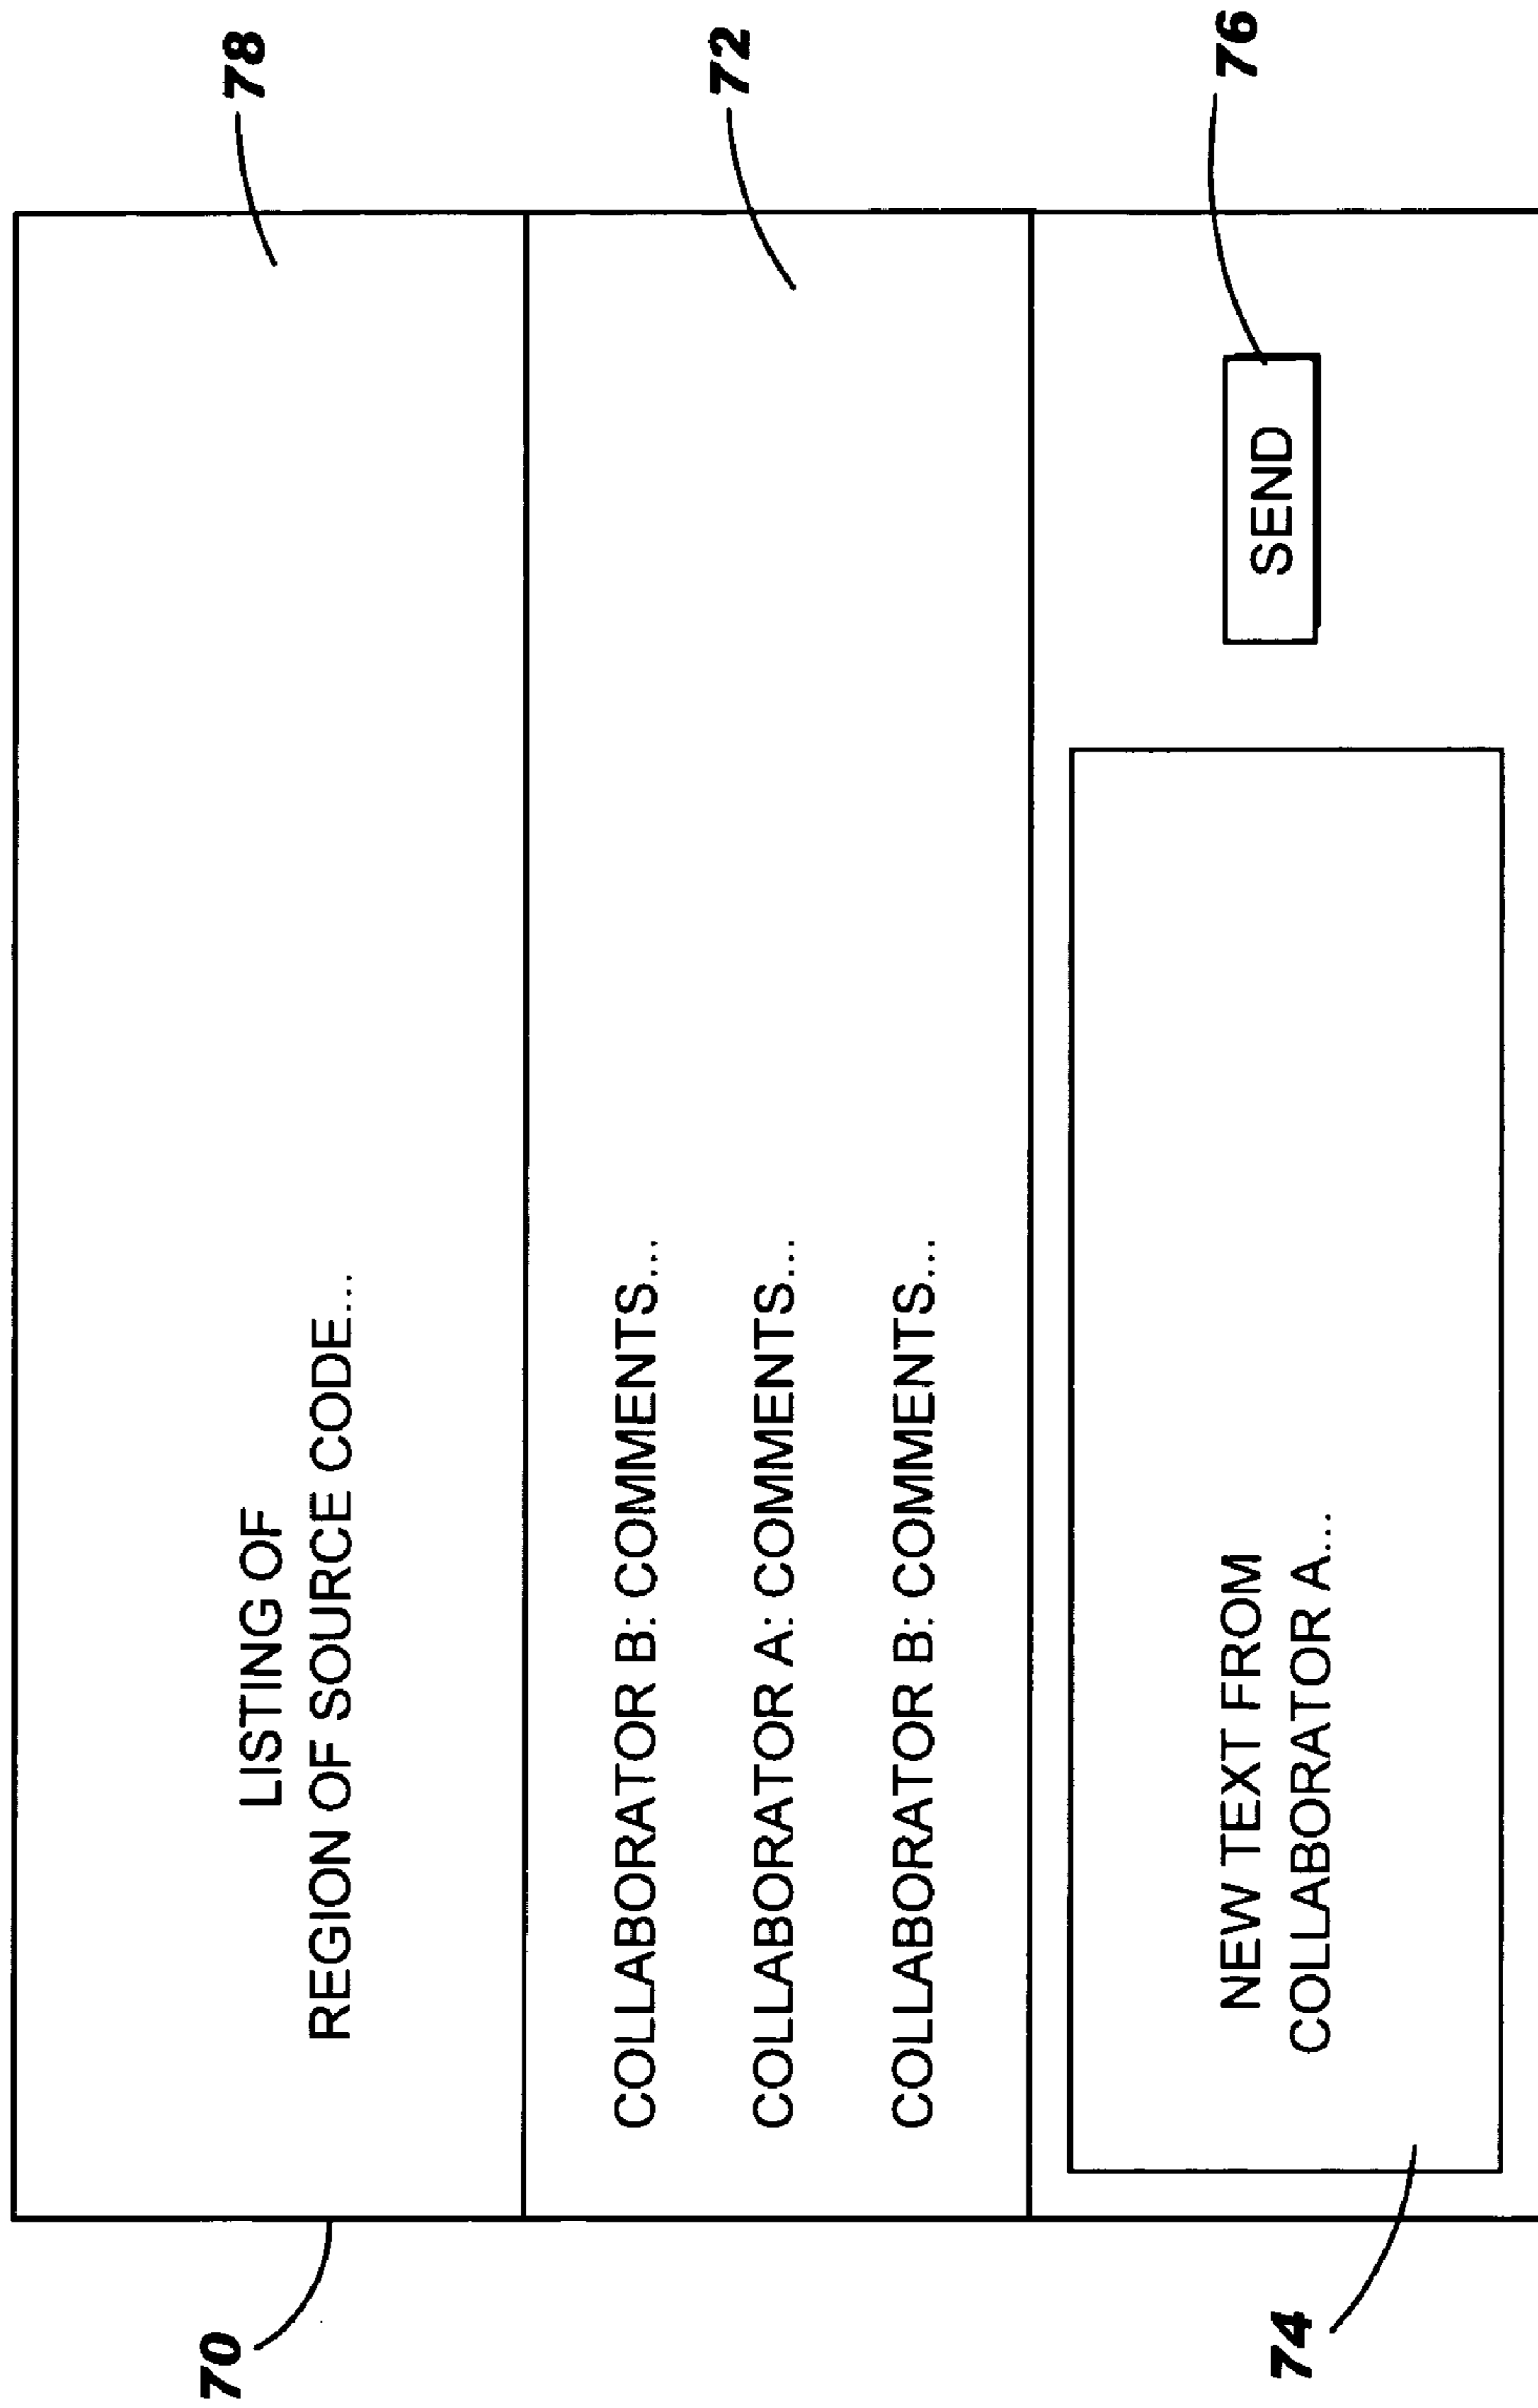 78
LISTING OF
REGION OF SOURCE CODE...
70
72
COLLABORATOR B: COMMENTS...
COLLABORATOR A: COMMENTS...
COLLABORATOR B: COMMENTS...
76
SEND
NEW TEXT FROM
COLLABORATOR A...
74